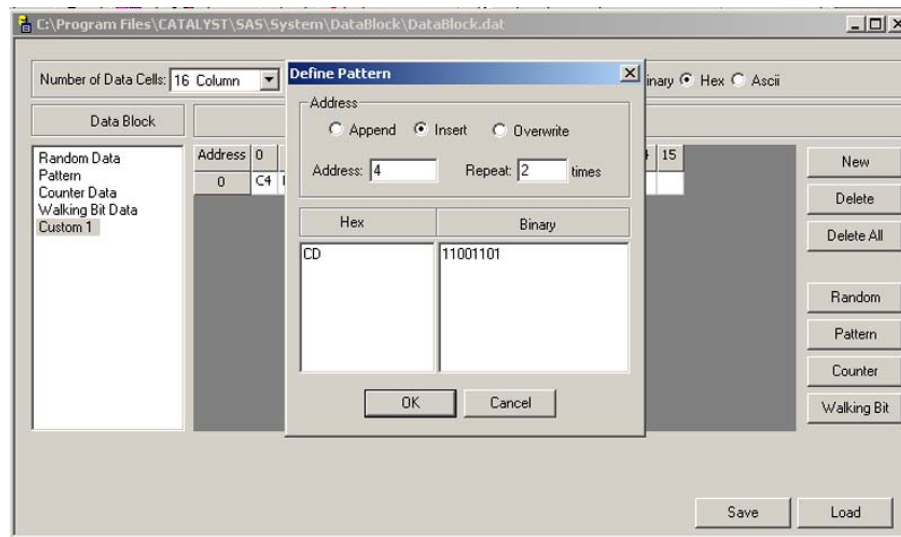 C:\Program Files\CATALYST\SAS\System\DataBlock\DataBlock.dat
Number of Data Cells: 16 Column
Hex Ascii
Data Block
Random Data
Pattern
Counter Data
Walking Bit Data
Custom 1
Address 0 15
0 C4
Define Pattern
Address
Append Insert Overwrite
Address: 4 Repeat: 2 times
Hex Binary
CD 11001101
OK Cancel
New
Delete
Delete All
Random
Pattern
Counter
Walking Bit
Save Load